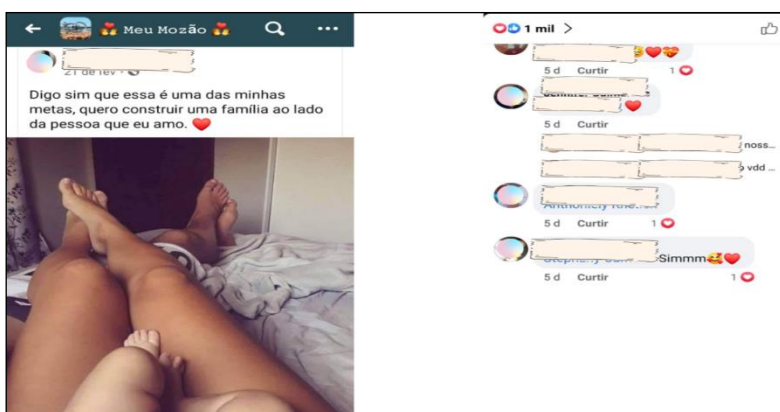 Meu Mozão
21 de fev
Digo sim que essa é uma das minhas
metas, quero construir uma família ao lado
da pessoa que eu amo.
1 mil >
5 d Curtir 1
5 d Curtir
noss...
vdd ...
5 d Curtir 1
Simmm
5 d Curtir 1